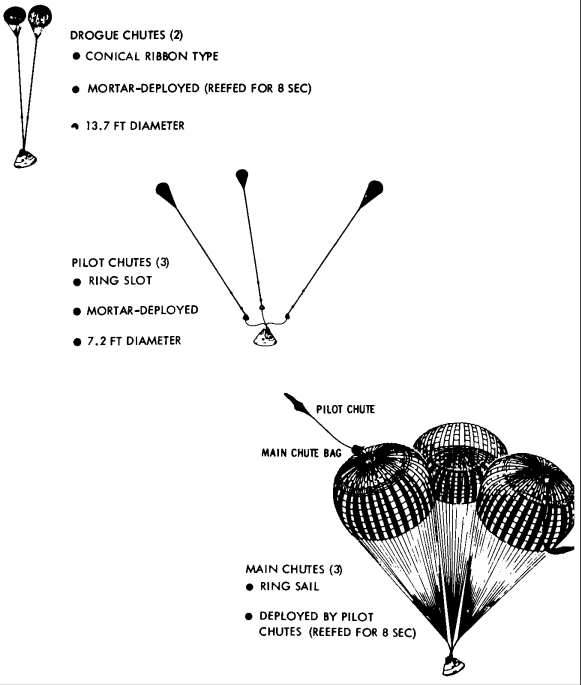 DROGUE CHUTES (2)
● CONICAL RIBBON TYPE
● MORTAR-DEPLOYED (REEFED FOR 8 SEC)
● 13.7 FT DIAMETER
PILOT CHUTES (3)
● RING SLOT
● MORTAR-DEPLOYED
● 7.2 FT DIAMETER
PILOT CHUTE
MAIN CHUTE BAG
MAIN CHUTES (3)
● RING SAIL
● DEPLOYED BY PILOT
CHUTES (REEFED FOR 8 SEC)